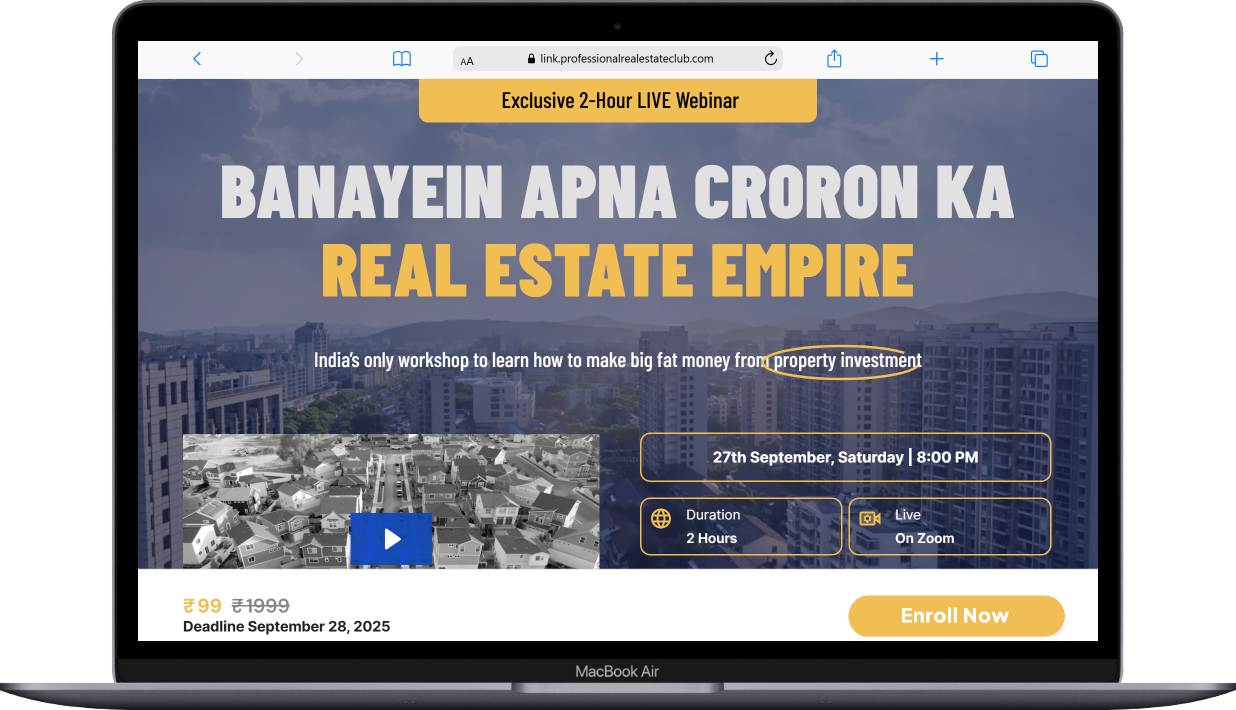 AA link.professionalrealestateclub.com
Exclusive 2-Hour LIVE Webinar
BANAYEIN APNA CRORON KA
REAL ESTATE EMPIRE
India's only workshop to learn how to make big fat money from property investment
27th September, Saturday | 8:00 PM
Duration
2 Hours
Live
On Zoom
₹99 ₹1999
Deadline September 28, 2025
Enroll Now
MacBook Air